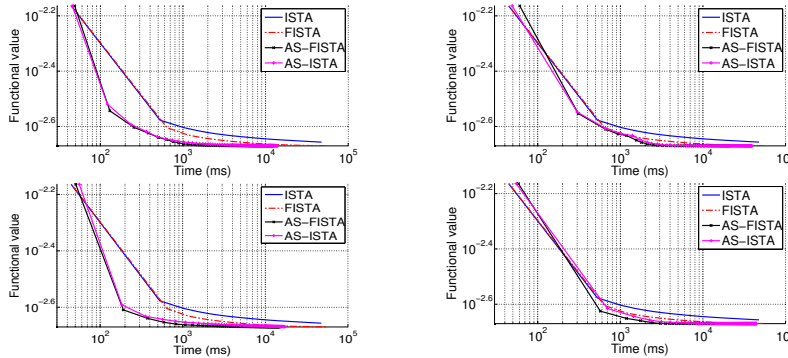 10^-2.2
10^-2.4
10^-2.6
Functional value
10^2
10^3
10^4
10^5
Time (ms)
ISTA
FISTA
AS−FISTA
AS−ISTA
10^-2.2
10^-2.4
10^-2.6
Functional value
10^2
10^3
10^4
Time (ms)
ISTA
FISTA
AS−FISTA
AS−ISTA
10^-2.2
10^-2.4
10^-2.6
Functional value
10^2
10^3
10^4
10^5
Time (ms)
ISTA
FISTA
AS−FISTA
AS−ISTA
10^-2.2
10^-2.4
10^-2.6
Functional value
10^2
10^3
10^4
Time (ms)
ISTA
FISTA
AS−FISTA
AS−ISTA